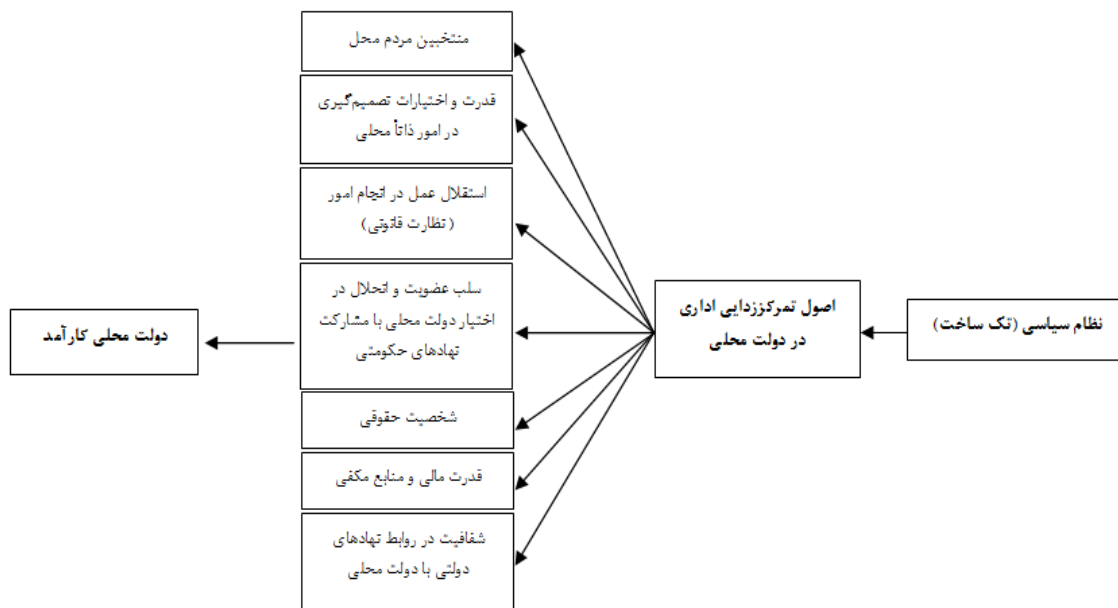 نظام سیاسی (تک ساخت)
اصول تمرکززدایی اداری
در دولت محلی
منتخبین مردم محل
قدرت و اختیارات تصمیم‌گیری
در امور ذاتاً محلی
استقلال عمل در انجام امور
(نظارت قانونی)
سلب عضویت و انحلال در
اختیار دولت محلی با مشارکت
نهادهای حکومتی
شخصیت حقوقی
قدرت مالی و منابع مکفی
شفافیت در روابط نهادهای
دولتی با دولت محلی
دولت محلی کارآمد